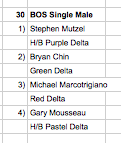 30 BOS Single Male
1) Stephen Mutzel
H/B Purple Delta
2) Bryan Chin
Green Delta
3) Michael Marcotrigiano
Red Delta
4) Gary Mousseau
H/B Pastel Delta